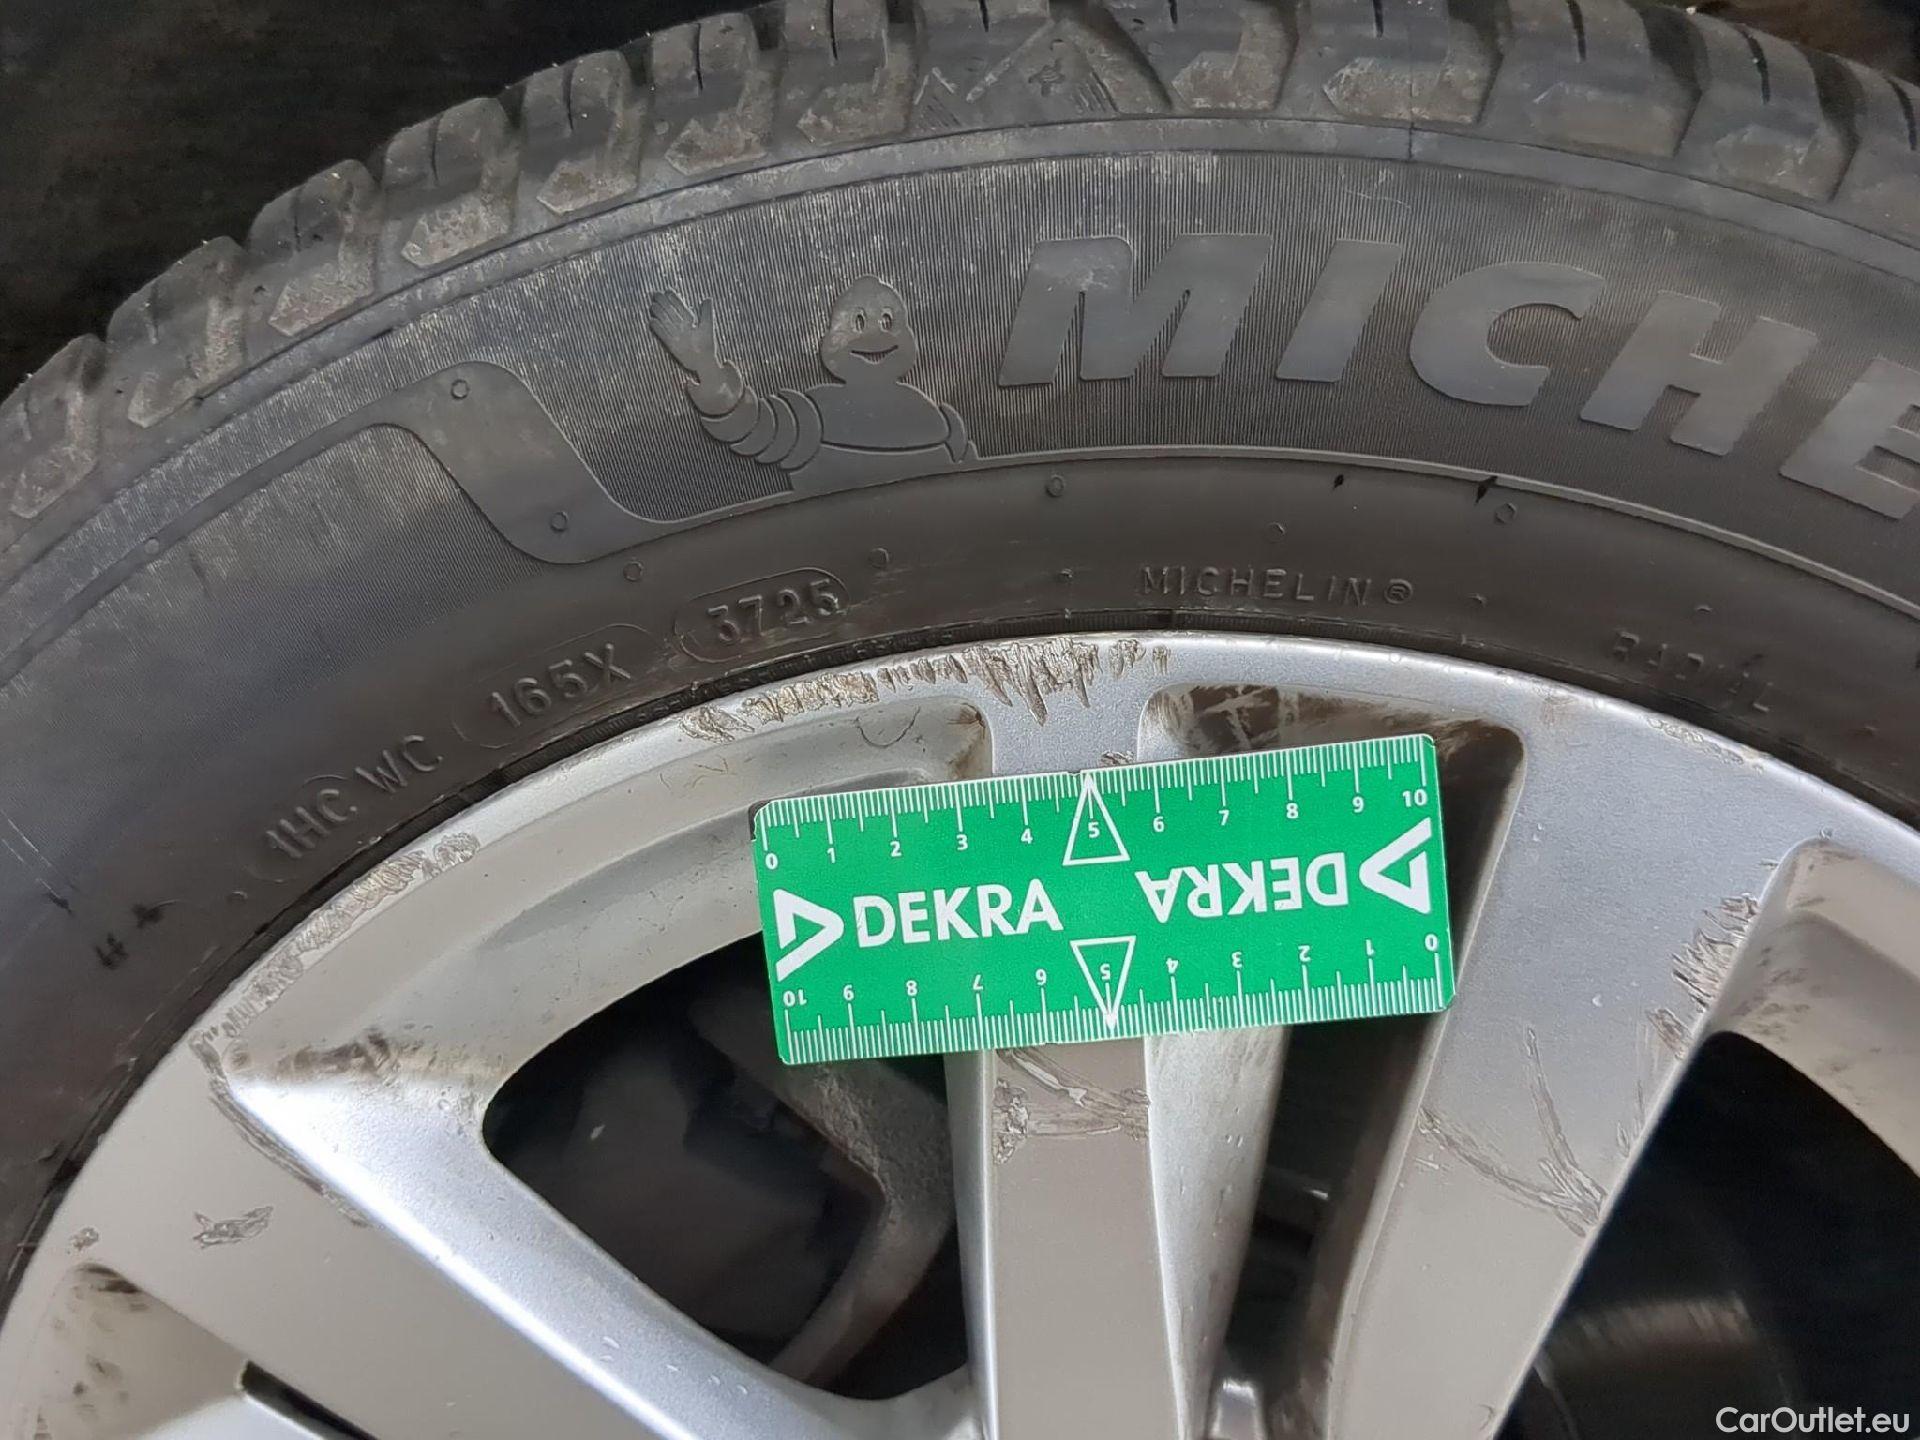 MICHE
MICHELIN®
RADIAL
1HC WC 165X 3725
0 1 2 3 4 5 6 7 8 9 10
DEKRA DEKRA
10 9 8 7 6 5 4 3 2 1 0
CarOutlet.eu